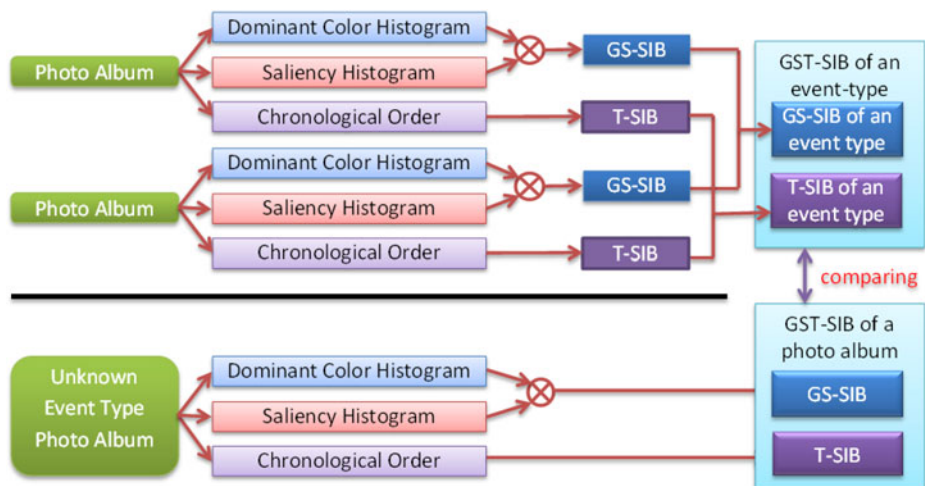 Photo Album
Dominant Color Histogram
Saliency Histogram
Chronological Order
GS-SIB
T-SIB
Photo Album
Dominant Color Histogram
Saliency Histogram
Chronological Order
GS-SIB
T-SIB
GST-SIB of an
event-type
GS-SIB of an
event type
T-SIB of an
event type
comparing
Unknown
Event Type
Photo Album
Dominant Color Histogram
Saliency Histogram
Chronological Order
GST-SIB of a
photo album
GS-SIB
T-SIB